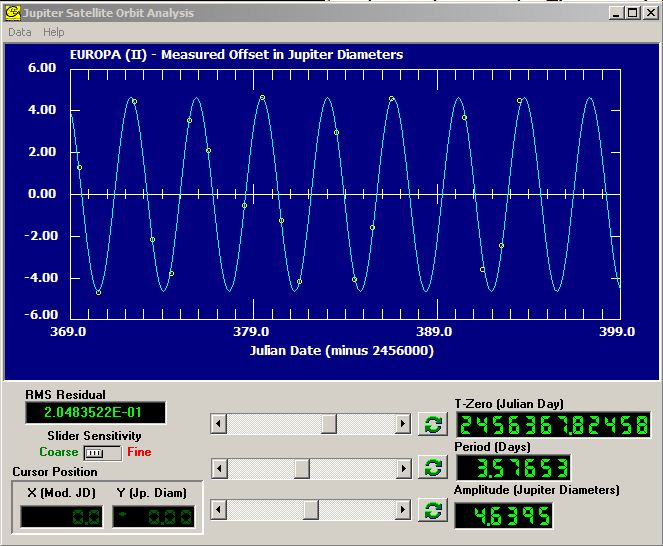 Jupiter Satellite Orbit Analysis
Data Help
EUROPA (II) - Measured Offset in Jupiter Diameters
6.00
4.00
2.00
0.00
-2.00
-4.00
-6.00
369.0 379.0 389.0 399.0
Julian Date (minus 2456000)
RMS Residual
2.0483522E-01
Slider Sensitivity
Coarse Fine
Cursor Position
X (Mod. JD) Y (Jp. Diam)
0.0 + 0.00
T-Zero (Julian Day)
2456367.82458
Period (Days)
3.57653
Amplitude (Jupiter Diameters)
4.6395